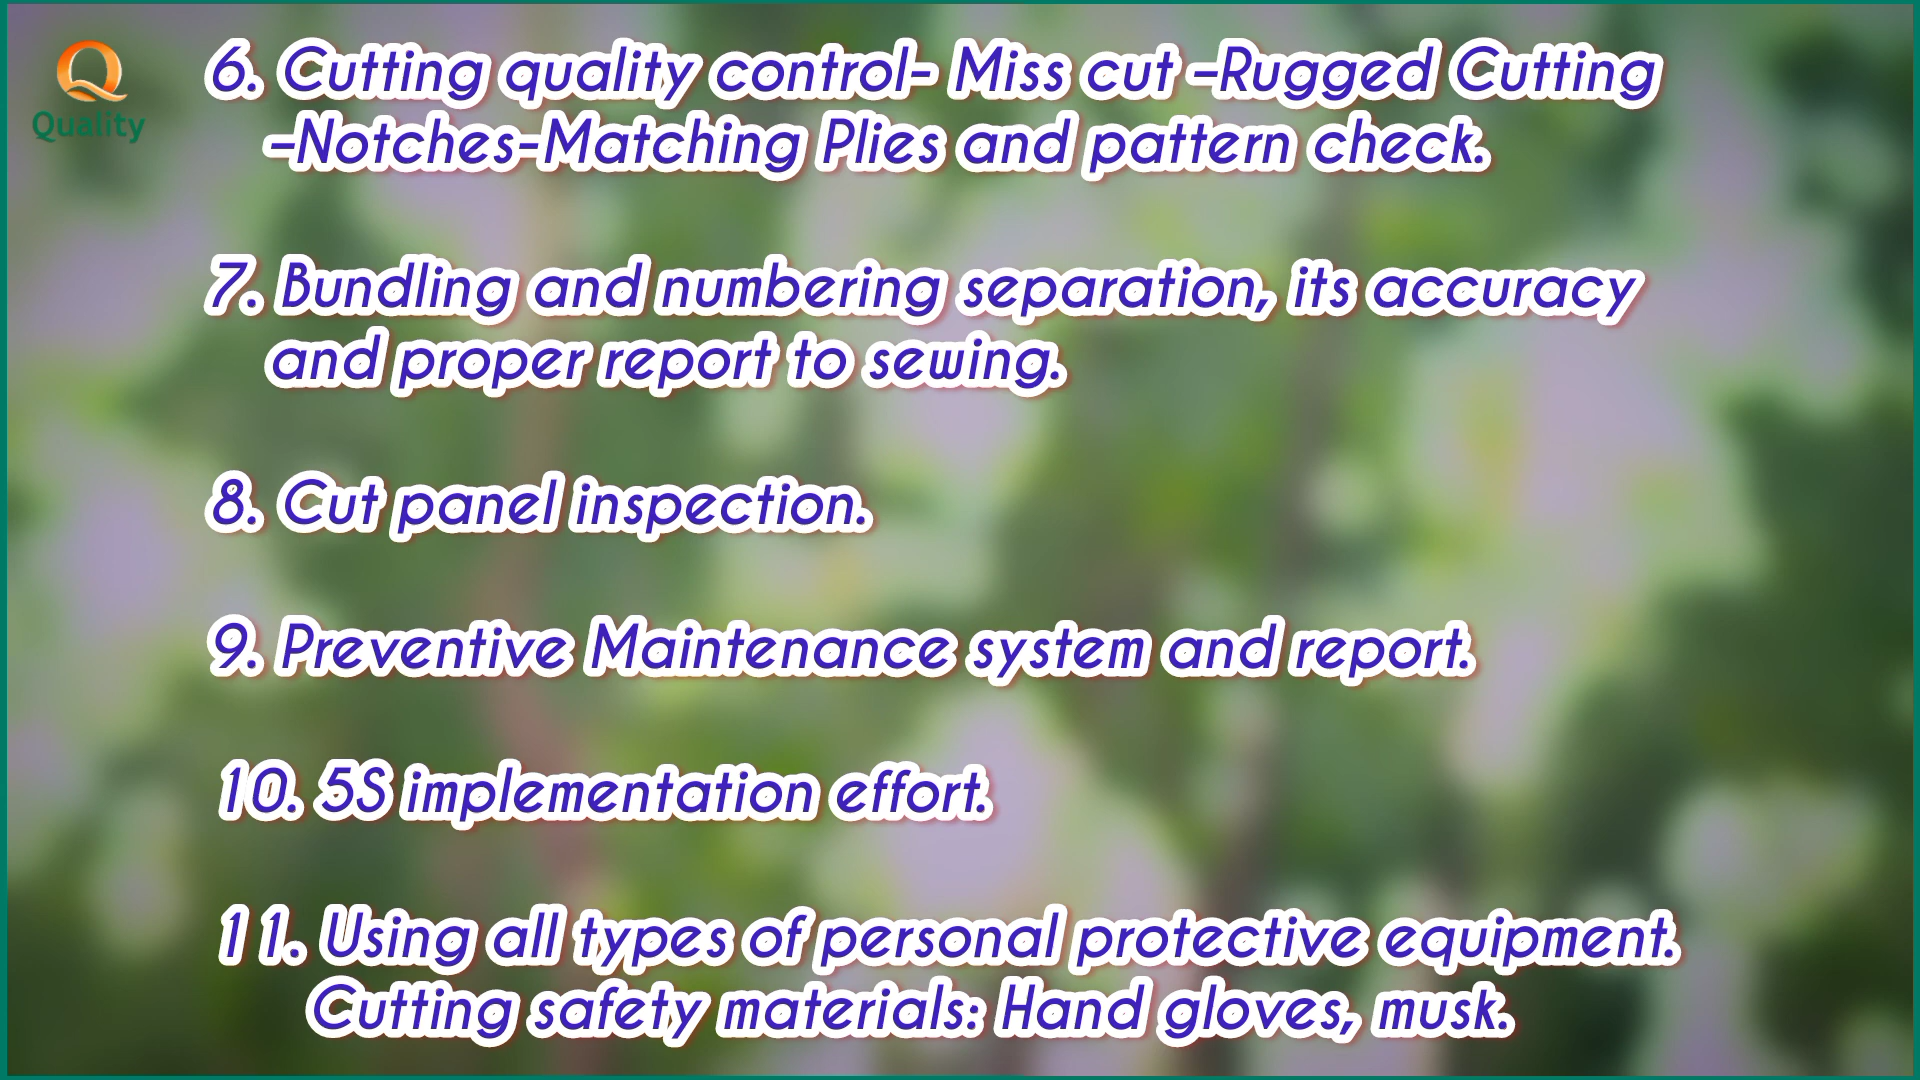 Q
Quality
6. Cutting quality control- Miss cut –Rugged Cutting
–Notches-Matching Plies and pattern check.
7. Bundling and numbering separation, its accuracy
and proper report to sewing.
8. Cut panel inspection.
9. Preventive Maintenance system and report.
10. 5S implementation effort.
11. Using all types of personal protective equipment.
Cutting safety materials: Hand gloves, musk.